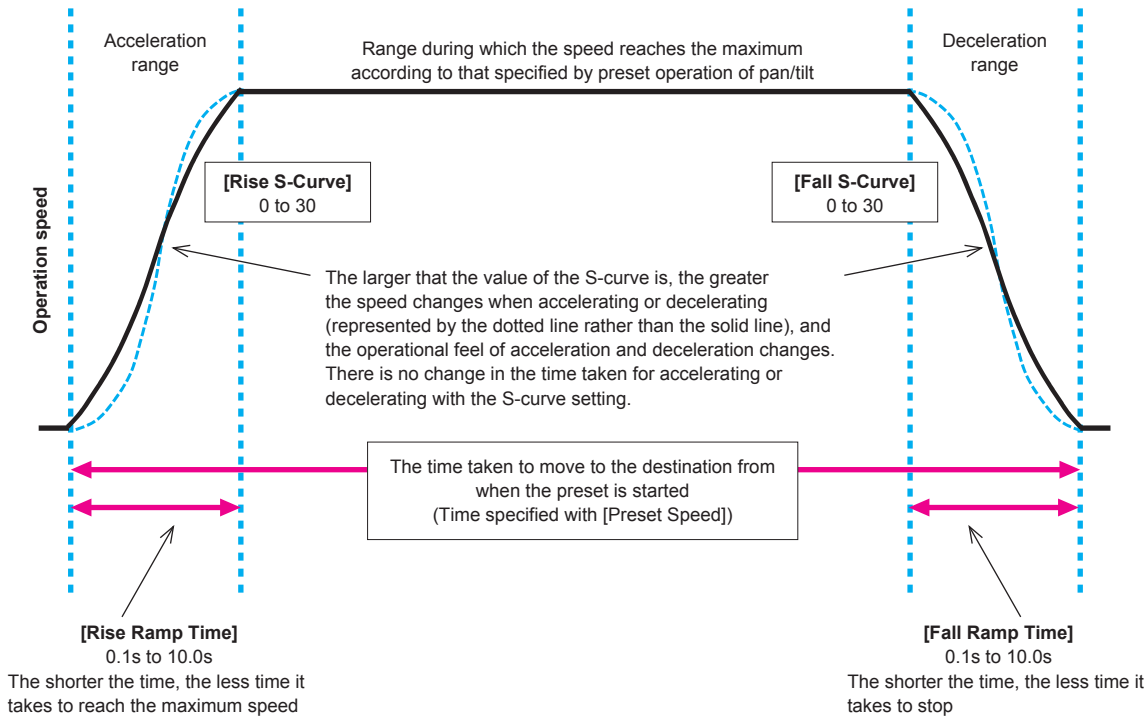 Acceleration
range
Range during which the speed reaches the maximum
according to that specified by preset operation of pan/tilt
Deceleration
range
Operation speed
[Rise S-Curve]
0 to 30
[Fall S-Curve]
0 to 30
The larger that the value of the S-curve is, the greater
the speed changes when accelerating or decelerating
(represented by the dotted line rather than the solid line), and
the operational feel of acceleration and deceleration changes.
There is no change in the time taken for accelerating or
decelerating with the S-curve setting.
The time taken to move to the destination from
when the preset is started
(Time specified with [Preset Speed])
[Rise Ramp Time]
0.1s to 10.0s
The shorter the time, the less time it
takes to reach the maximum speed
[Fall Ramp Time]
0.1s to 10.0s
The shorter the time, the less time it
takes to stop